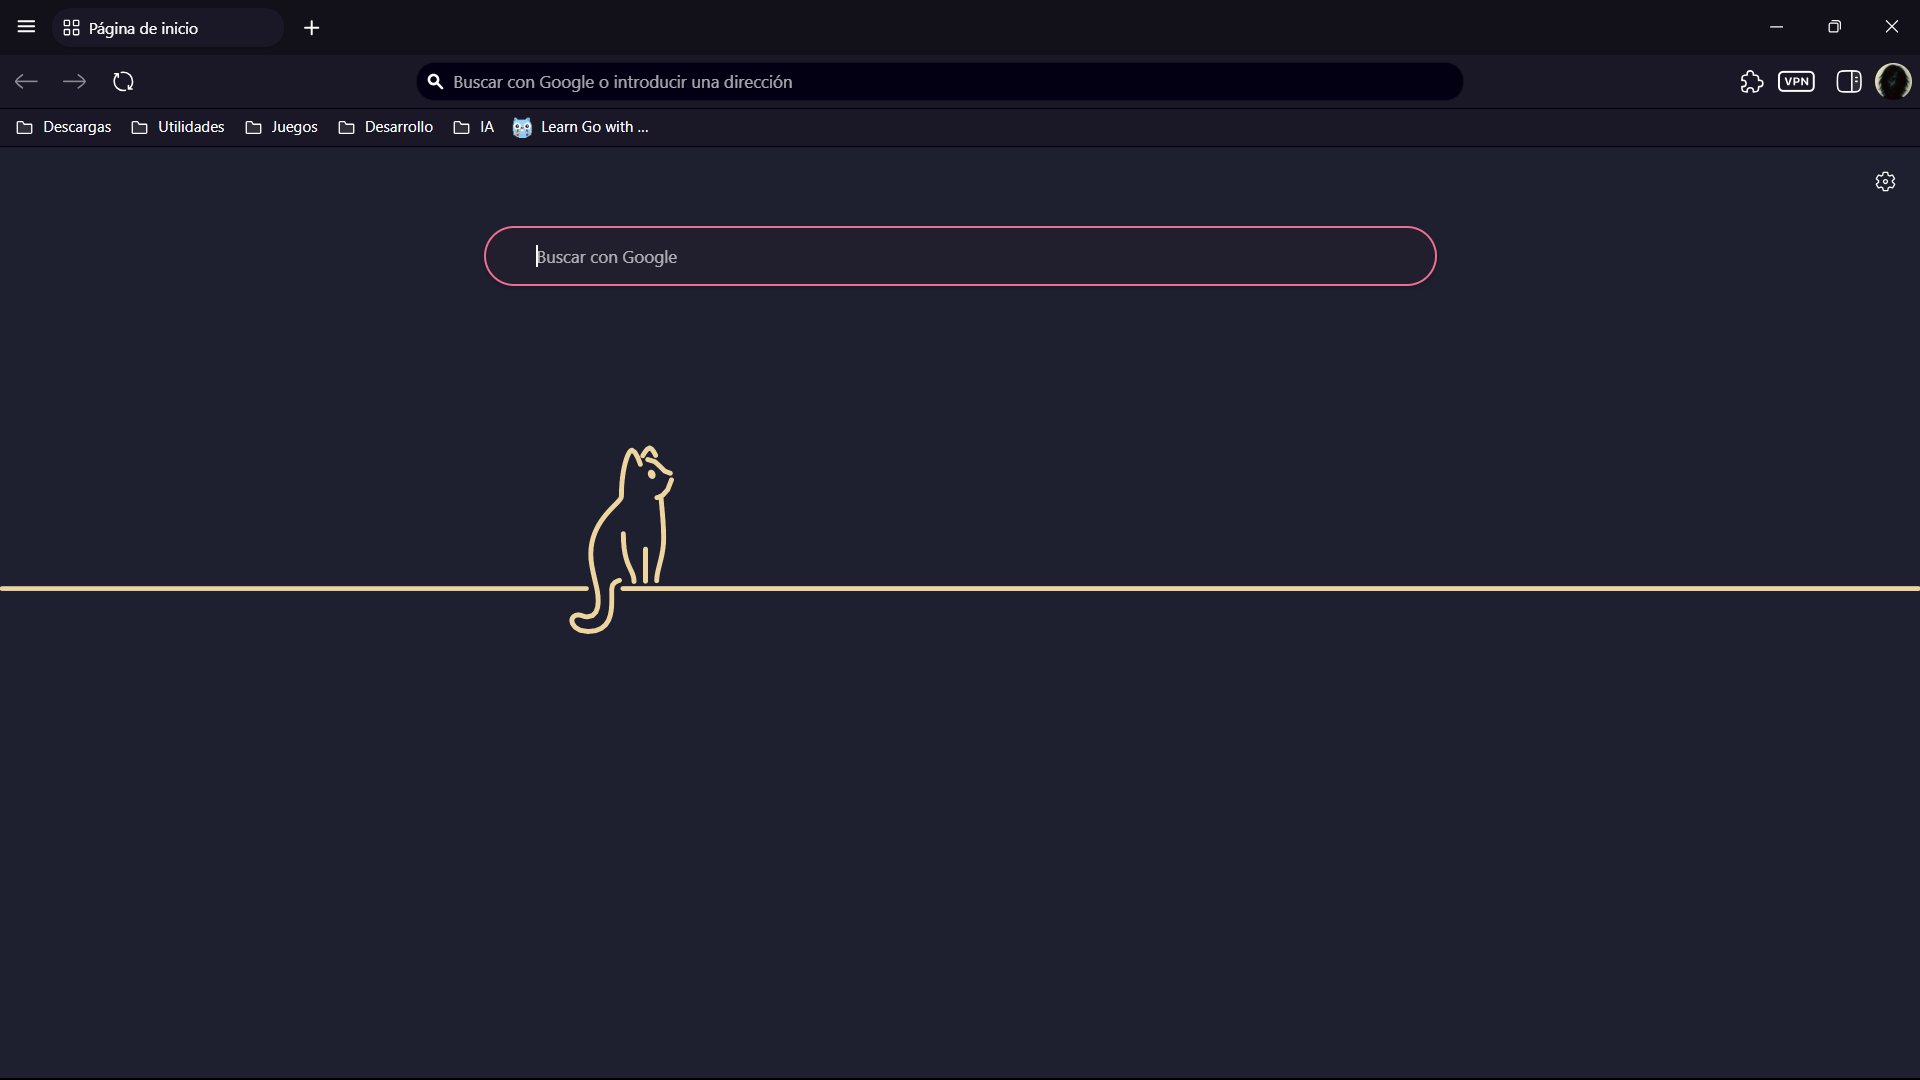 Página de inicio
Buscar con Google o introducir una dirección
VPN
Descargas Utilidades Juegos Desarrollo IA Learn Go with ...
Buscar con Google